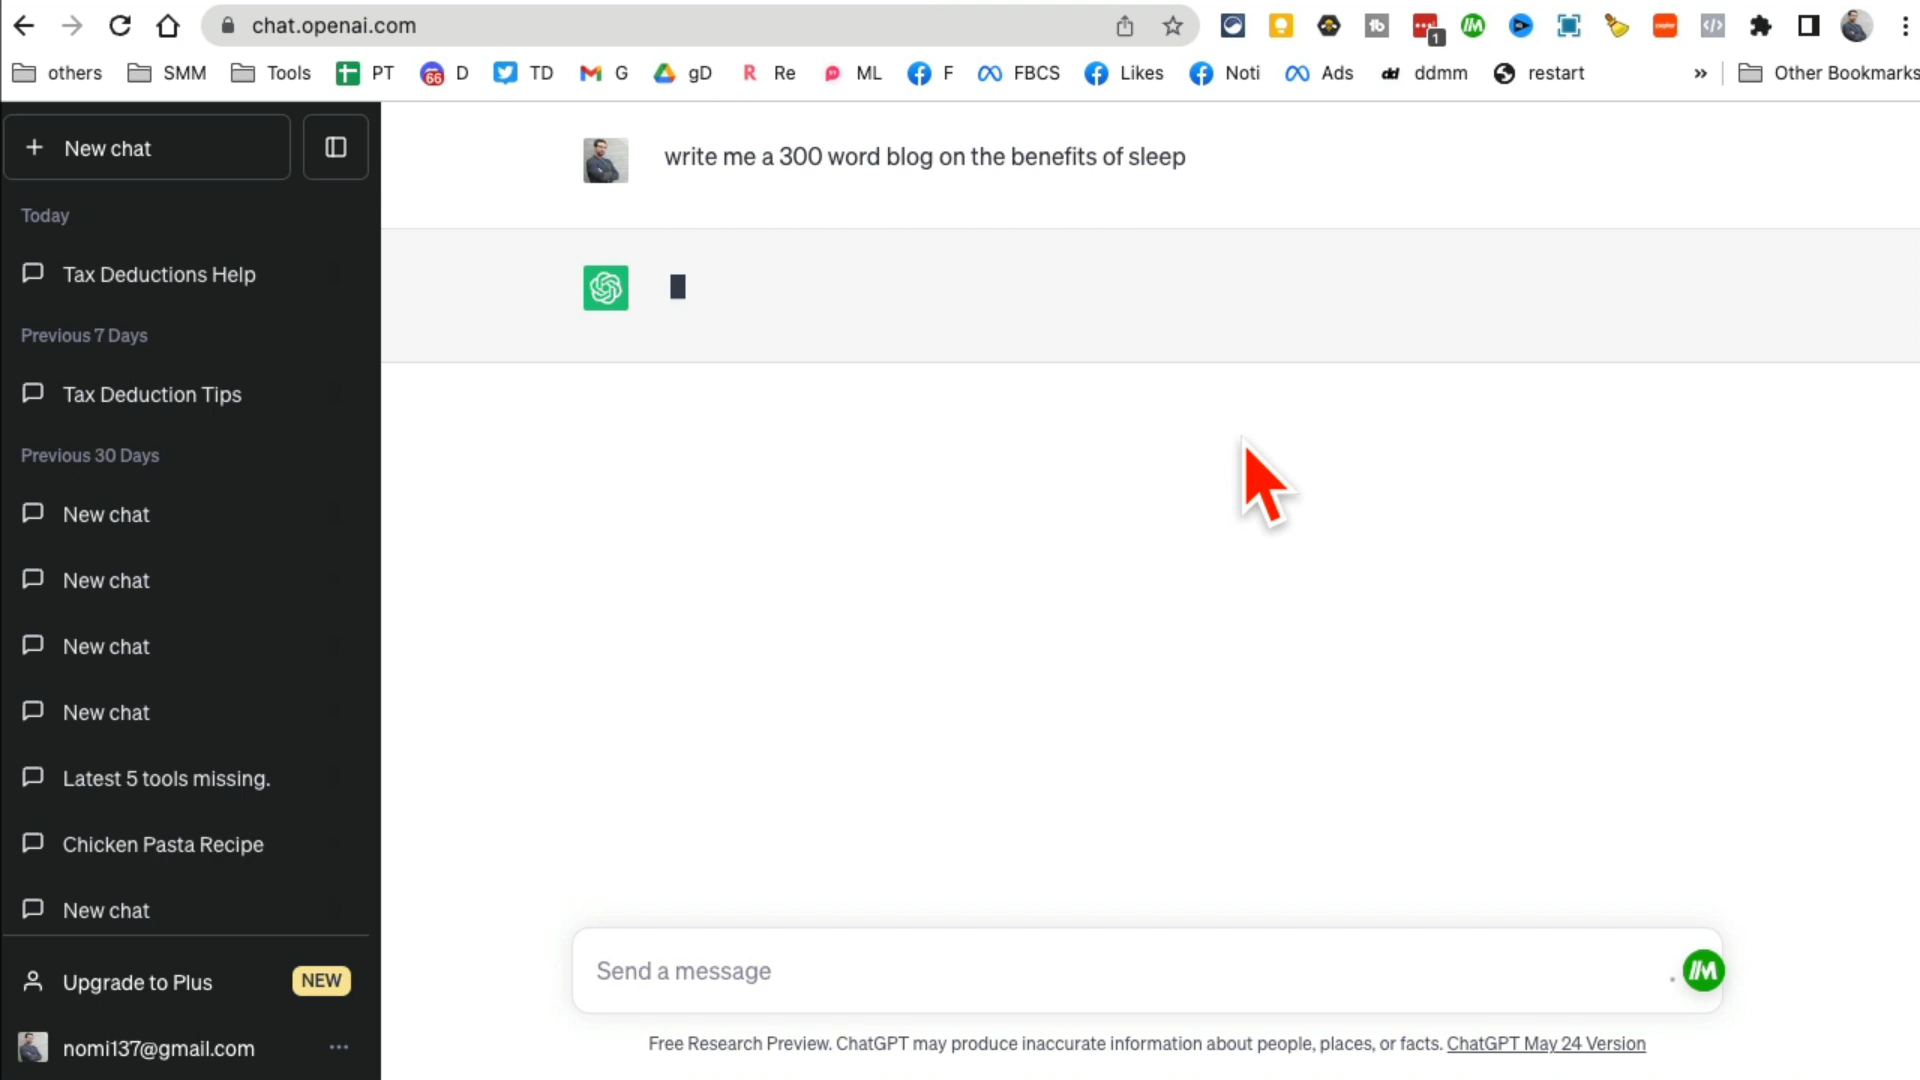 chat.openai.com
1
others SMM Tools PT 66 D TD G gD R Re ML F FBCS Likes Noti Ads dd ddmm restart » Other Bookmarks
+ New chat
write me a 300 word blog on the benefits of sleep
Today
Tax Deductions Help
Previous 7 Days
Tax Deduction Tips
Previous 30 Days
New chat
New chat
New chat
New chat
Latest 5 tools missing.
Chicken Pasta Recipe
New chat
Upgrade to Plus NEW
nomi137@gmail.com ...
Send a message
Free Research Preview. ChatGPT may produce inaccurate information about people, places, or facts. ChatGPT May 24 Version